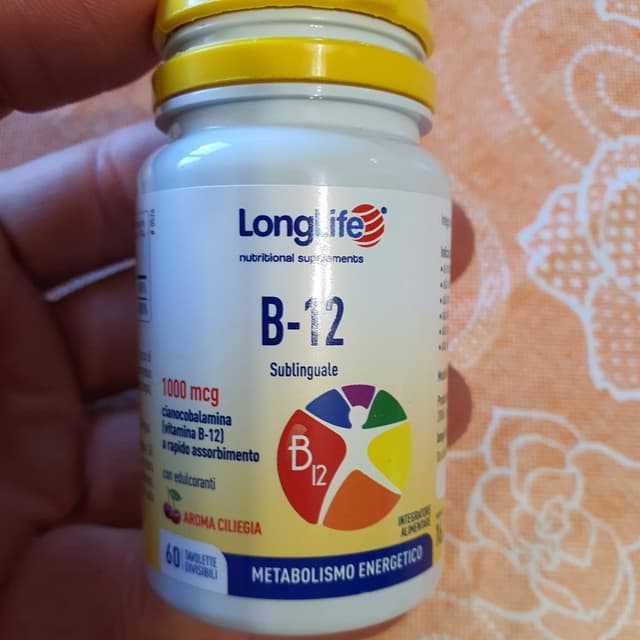 LongLife
nutritional supplements
B-12
Sublinguale
1000 mcg
cianocobalamina
(vitamina B-12)
a rapido assorbimento
con edulcoranti
AROMA CILIEGIA
B12
INTEGRATORE
ALIMENTARE
60 TAVOLETTE
DIVISIBILI
METABOLISMO ENERGETICO